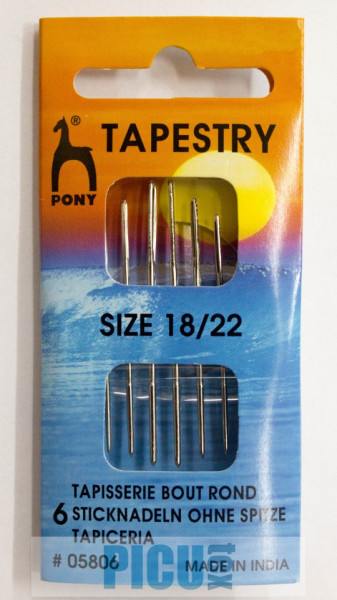 TAPESTRY
PONY
SIZE 18/22
TAPISSERIE BOUT ROND
6 STICKNADELN OHNE SPITZE
TAPICERIA
# 05806
MADE IN INDIA
PICU tex